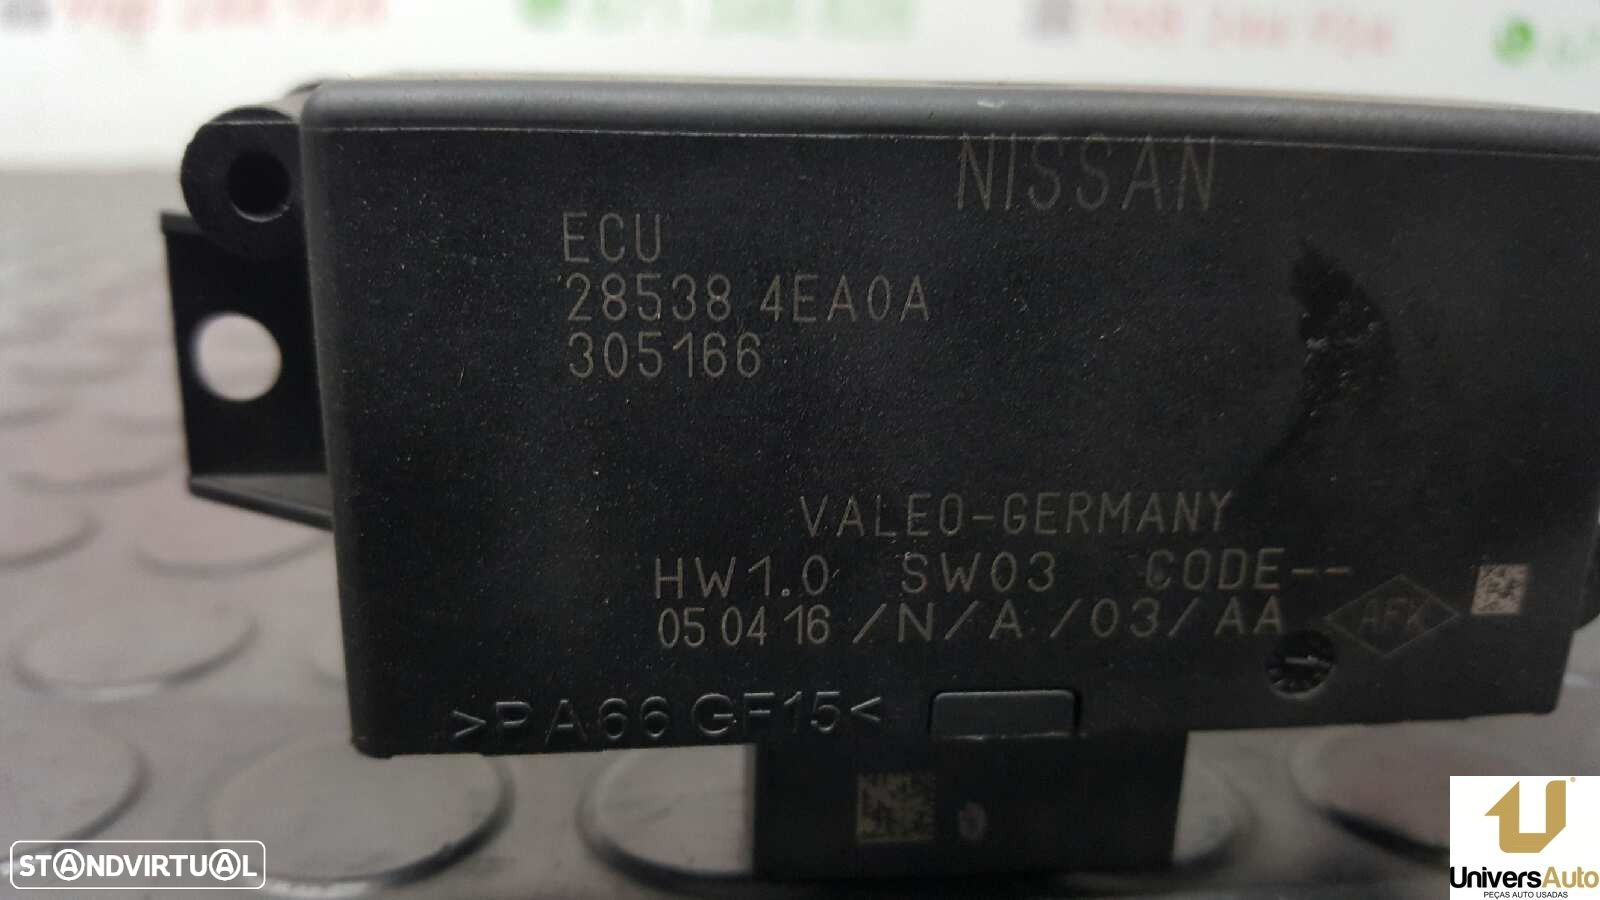 NISSAN
ECU
28538 4EA0A
305166
VALEO-GERMANY
HW1.0 SW03 CODE--
05 04 16 /N/A/03/AA
AFK
>PA66 GF15<
STANDVIRTUAL
UniversAuto
PEÇAS AUTO USADAS